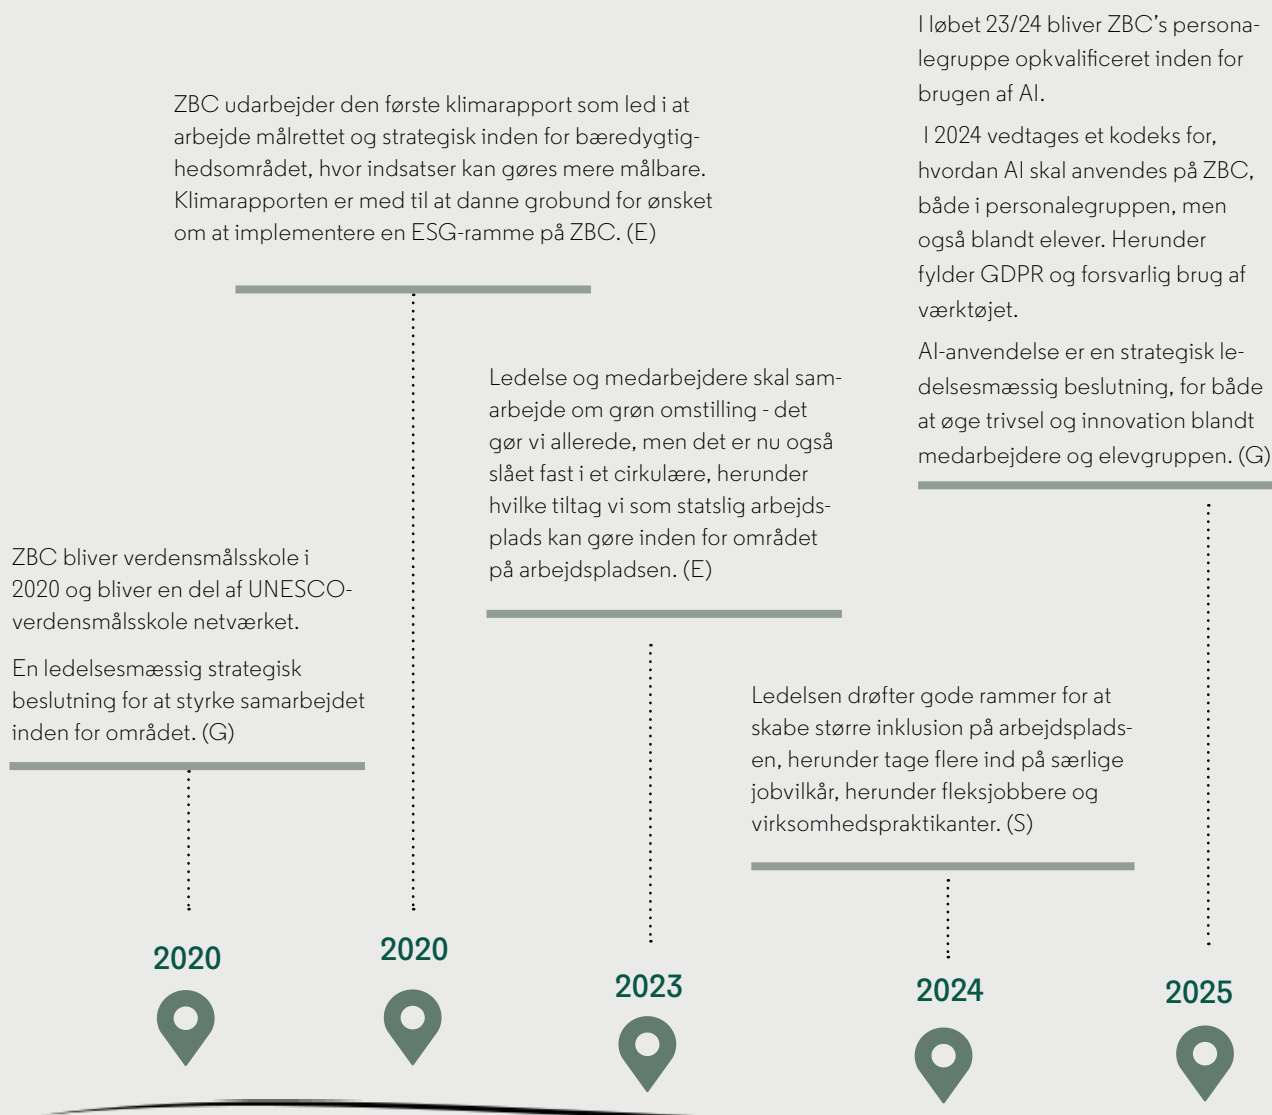 ZBC bliver verdensmålsskole i
2020 og bliver en del af UNESCO-
verdensmålsskole netværket.
En ledelsesmæssig strategisk
beslutning for at styrke samarbejdet
inden for området. (G)
2020
ZBC udarbejder den første klimarapport som led i at
arbejde målrettet og strategisk inden for bæredygtig-
hedsområdet, hvor indsatser kan gøres mere målbare.
Klimarapporten er med til at danne grobund for ønsket
om at implementere en ESG-ramme på ZBC. (E)
2020
Ledelse og medarbejdere skal sam-
arbejde om grøn omstilling - det
gør vi allerede, men det er nu også
slået fast i et cirkulære, herunder
hvilke tiltag vi som statslig arbejds-
plads kan gøre inden for området
på arbejdspladsen. (E)
2023
Ledelsen drøfter gode rammer for at
skabe større inklusion på arbejdsplads-
en, herunder tage flere ind på særlige
jobvilkår, herunder fleksjobbere og
virksomhedspraktikanter. (S)
2024
I løbet 23/24 bliver ZBC’s persona-
legruppe opkvalificeret inden for
brugen af AI.
I 2024 vedtages et kodeks for,
hvordan AI skal anvendes på ZBC,
både i personalegruppen, men
også blandt elever. Herunder
fylder GDPR og forsvarlig brug af
værktøjet.
AI-anvendelse er en strategisk le-
delsesmæssig beslutning, for både
at øge trivsel og innovation blandt
medarbejdere og elevgruppen. (G)
2025